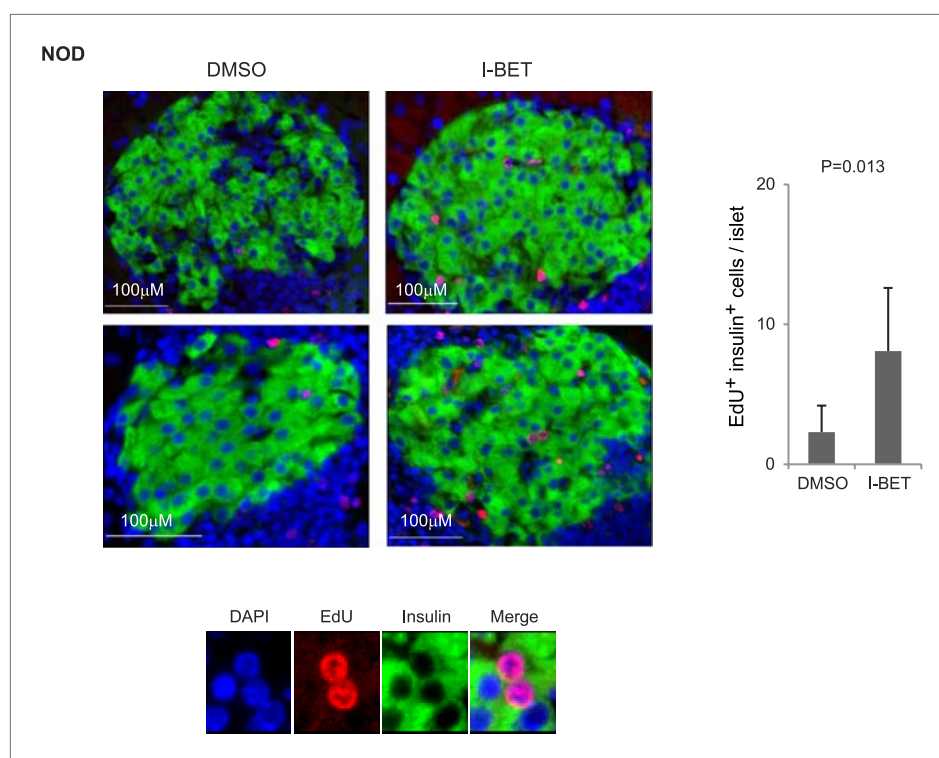 NOD
DMSO
I-BET
100μM
100μM
100μM
100μM
P=0.013
20
10
0
EdU⁺ insulin⁺ cells / islet
DMSO
I-BET
DAPI
EdU
Insulin
Merge